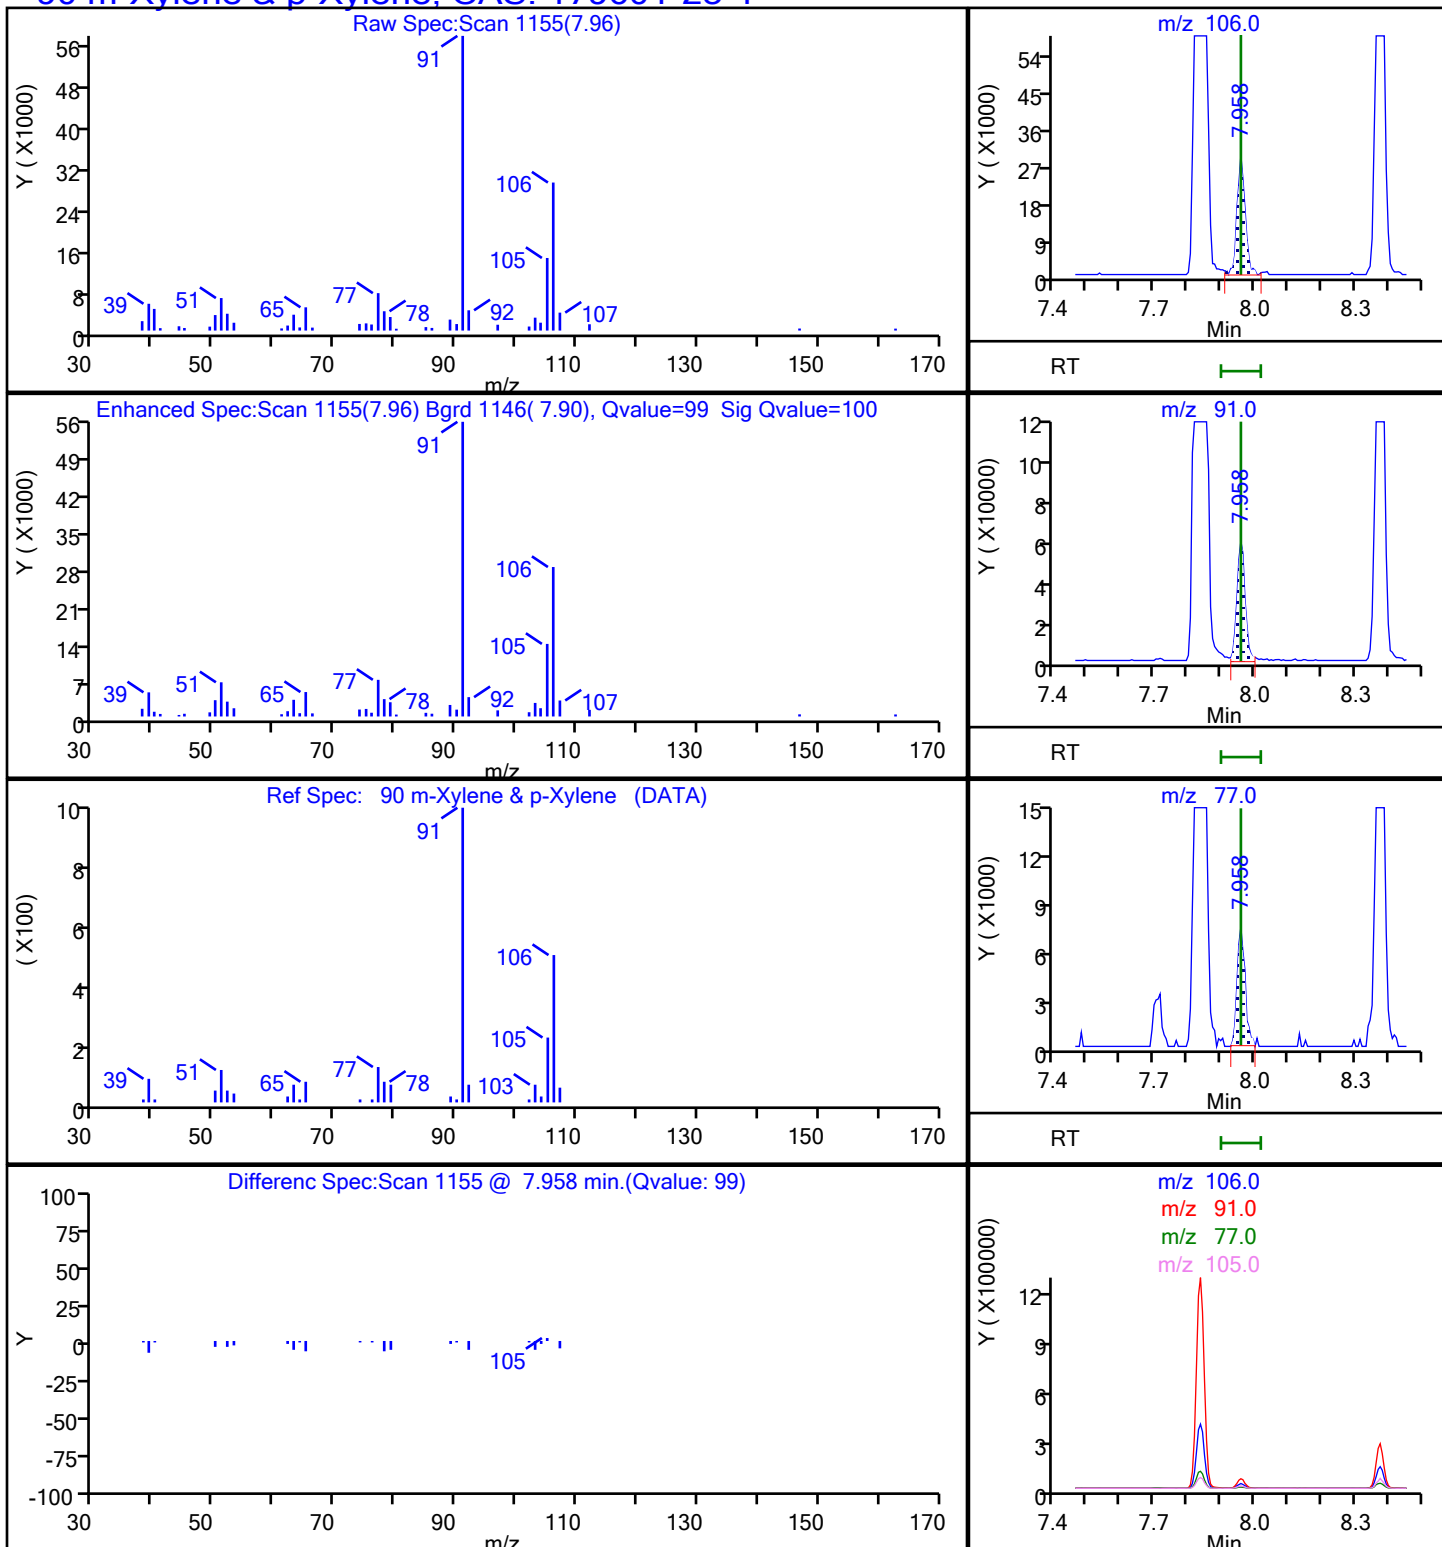 90 m-Xylene & p-Xylene, CAS: 179601-23-1
Raw Spec:Scan 1155(7.96)
Y ( X1000)
56
48
40
32
24
16
8
0
91
106
105
39
51
65
77
78
92
107
30 50 70 90 110 130 150 170
m/z
m/z 106.0
Y ( X1000)
54
45
36
27
18
9
0
7.958
7.4 7.7 8.0 8.3
Min
RT
Enhanced Spec:Scan 1155(7.96) Bgrd 1146( 7.90), Qvalue=99 Sig Qvalue=100
Y ( X1000)
56
49
42
35
28
21
14
7
0
91
106
105
39
51
65
77
78
92
107
30 50 70 90 110 130 150 170
m/z
m/z 91.0
Y ( X10000)
12
10
8
6
4
2
0
7.958
7.4 7.7 8.0 8.3
Min
RT
Ref Spec: 90 m-Xylene & p-Xylene (DATA)
( X100)
10
8
6
4
2
0
91
106
105
39
51
65
77
78
103
30 50 70 90 110 130 150 170
m/z 77.0
Y ( X1000)
15
12
9
6
3
0
7.958
7.4 7.7 8.0 8.3
Min
RT
Differenc Spec:Scan 1155 @ 7.958 min.(Qvalue: 99)
Y
100
75
50
25
0
-25
-50
-75
-100
105
30 50 70 90 110 130 150 170
m/z
m/z 106.0
m/z 91.0
m/z 77.0
m/z 105.0
Y ( X100000)
12
9
6
3
0
7.4 7.7 8.0 8.3
Min